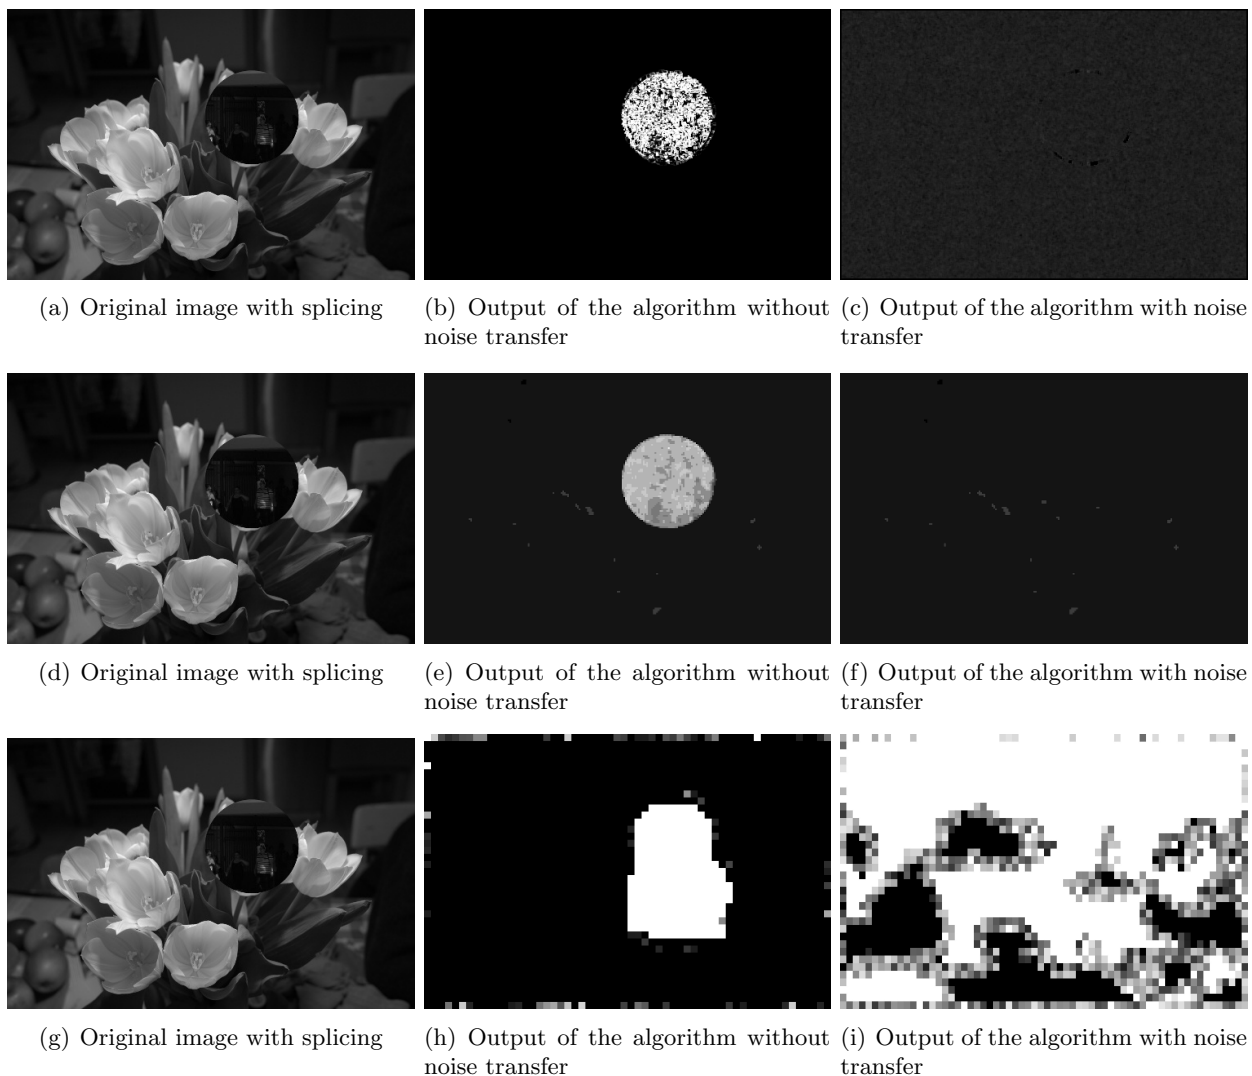 (a) Original image with splicing
(b) Output of the algorithm without
noise transfer
(c) Output of the algorithm with noise
transfer
(d) Original image with splicing
(e) Output of the algorithm without
noise transfer
(f) Output of the algorithm with noise
transfer
(g) Original image with splicing
(h) Output of the algorithm without
noise transfer
(i) Output of the algorithm with noise
transfer